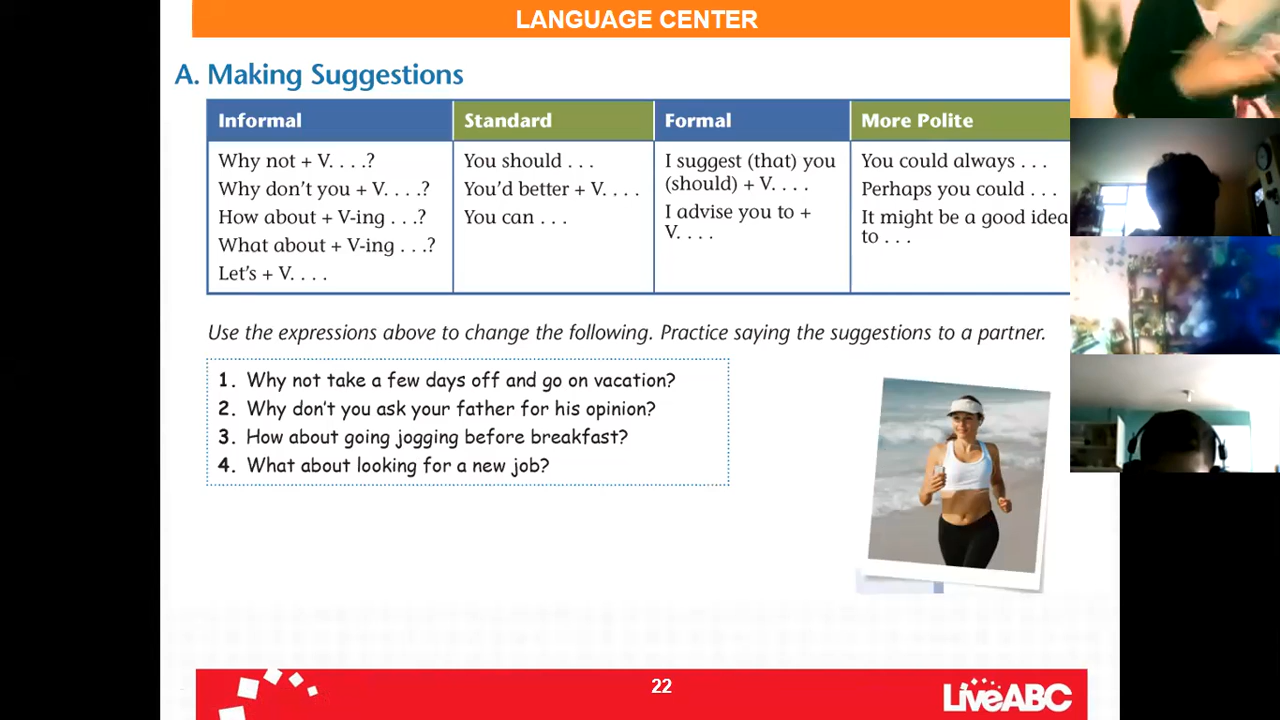 LANGUAGE CENTER
A. Making Suggestions
Informal
Why not + V. . . .?
Why don't you + V. . . .?
How about + V-ing . . .?
What about + V-ing . . .?
Let's + V. . . .
Standard
You should . . .
You'd better + V. . . .
You can . . .
Formal
I suggest (that) you
(should) + V. . . .
I advise you to +
V. . . .
More Polite
You could always . . .
Perhaps you could . . .
It might be a good idea
to . . .
Use the expressions above to change the following. Practice saying the suggestions to a partner.
1. Why not take a few days off and go on vacation?
2. Why don't you ask your father for his opinion?
3. How about going jogging before breakfast?
4. What about looking for a new job?
22
LiveABC